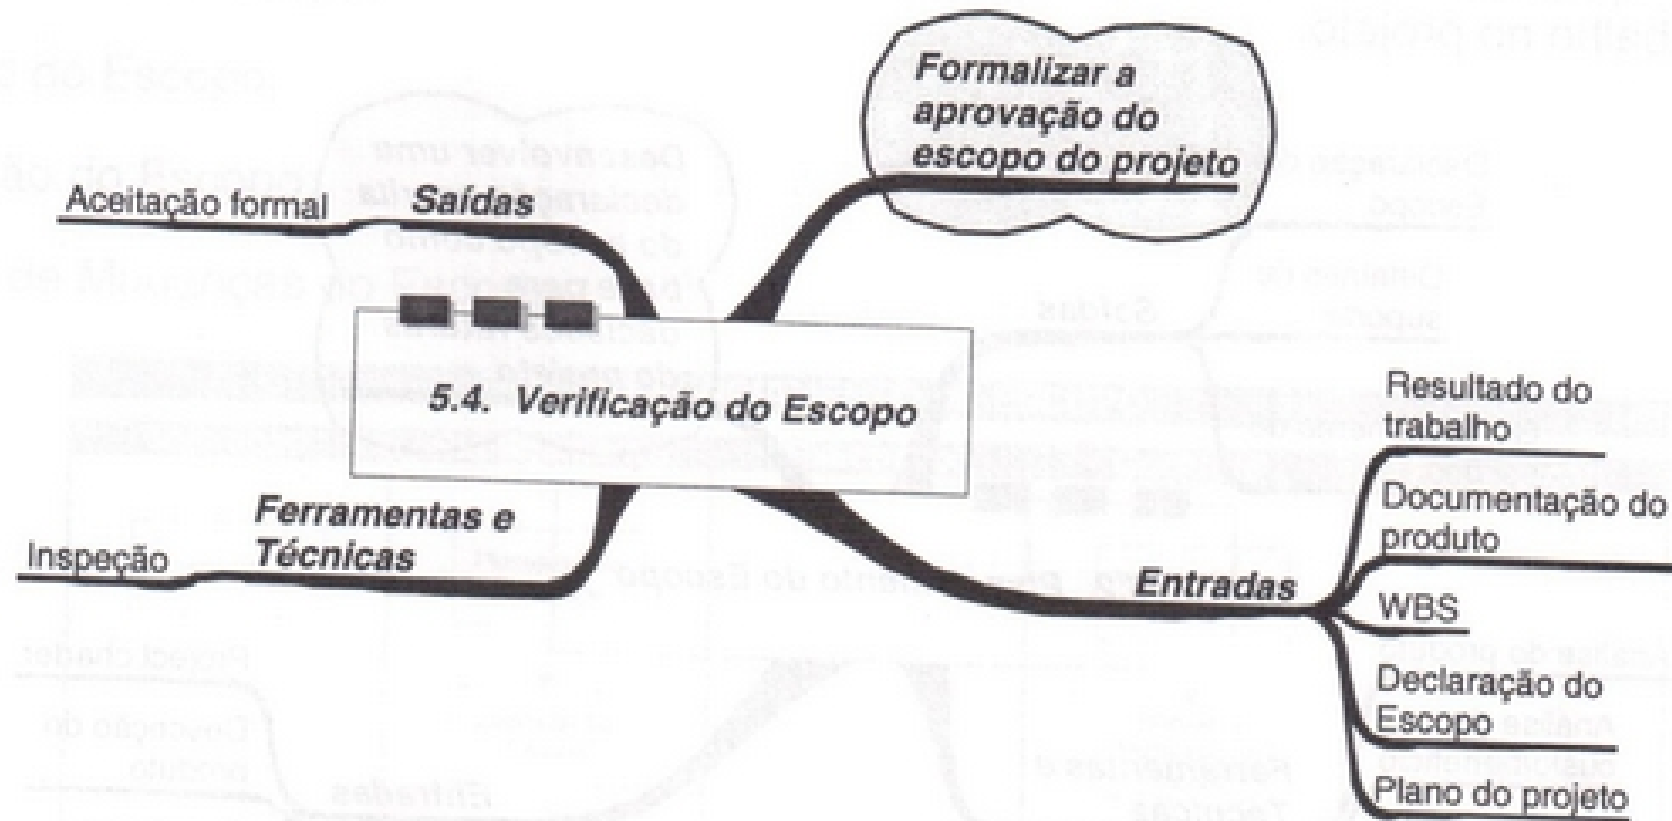 Formalizar a
aprovação do
escopo do projeto
Aceitação formal
Saídas
5.4. Verificação do Escopo
Ferramentas e
Técnicas
Inspeção
Entradas
Resultado do
trabalho
Documentação do
produto
WBS
Declaração do
Escopo
Plano do projeto